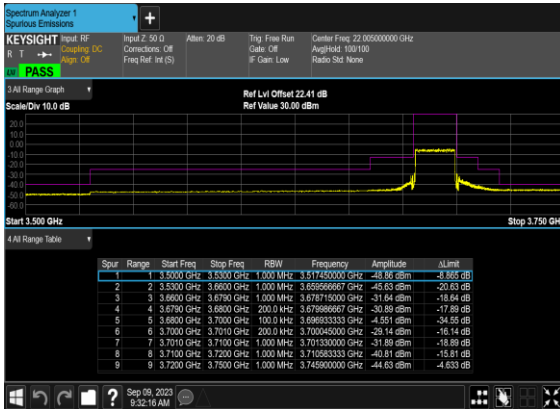 Spectrum Analyzer 1
Spurious Emissions
+
KEYSIGHT Input: RF Input Z: 50 Ω Atten: 20 dB Trig: Free Run Center Freq: 22.005000000 GHz
R T Coupling: DC Corrections: Off Gate: Off Avg|Hold: 100/100
Align: Off Freq Ref: Int (S) IF Gain: Low Radio Std: None
PASS
3 All Range Graph
Ref Lvl Offset 22.41 dB
Scale/Div 10.0 dB Ref Value 30.00 dBm
20.0
10.0
0.00
-10.0
-20.0
-30.0
-40.0
-50.0
-60.0
Start 3.500 GHz Stop 3.750 GH
4 All Range Table
Spur Range Start Freq Stop Freq RBW Frequency Amplitude ΔLimit
1 1 3.5000 GHz 3.5300 GHz 1.000 MHz 3.517450000 GHz -48.86 dBm -8.865 dB
2 2 3.5300 GHz 3.6600 GHz 1.000 MHz 3.659566667 GHz -45.63 dBm -20.63 dB
3 3 3.6600 GHz 3.6790 GHz 1.000 MHz 3.678715000 GHz -31.64 dBm -18.64 dB
4 4 3.6790 GHz 3.6800 GHz 200.0 kHz 3.679986667 GHz -30.89 dBm -17.89 dB
5 5 3.6800 GHz 3.7000 GHz 100.0 kHz 3.696933333 GHz -4.551 dBm -34.55 dB
6 6 3.7000 GHz 3.7010 GHz 200.0 kHz 3.700045000 GHz -29.14 dBm -16.14 dB
7 7 3.7010 GHz 3.7100 GHz 1.000 MHz 3.701330000 GHz -31.89 dBm -18.89 dB
8 8 3.7100 GHz 3.7200 GHz 1.000 MHz 3.710583333 GHz -40.81 dBm -15.81 dB
9 9 3.7200 GHz 3.7500 GHz 1.000 MHz 3.745900000 GHz -44.63 dBm -4.633 dB
? Sep 09, 2023
9:32:16 AM